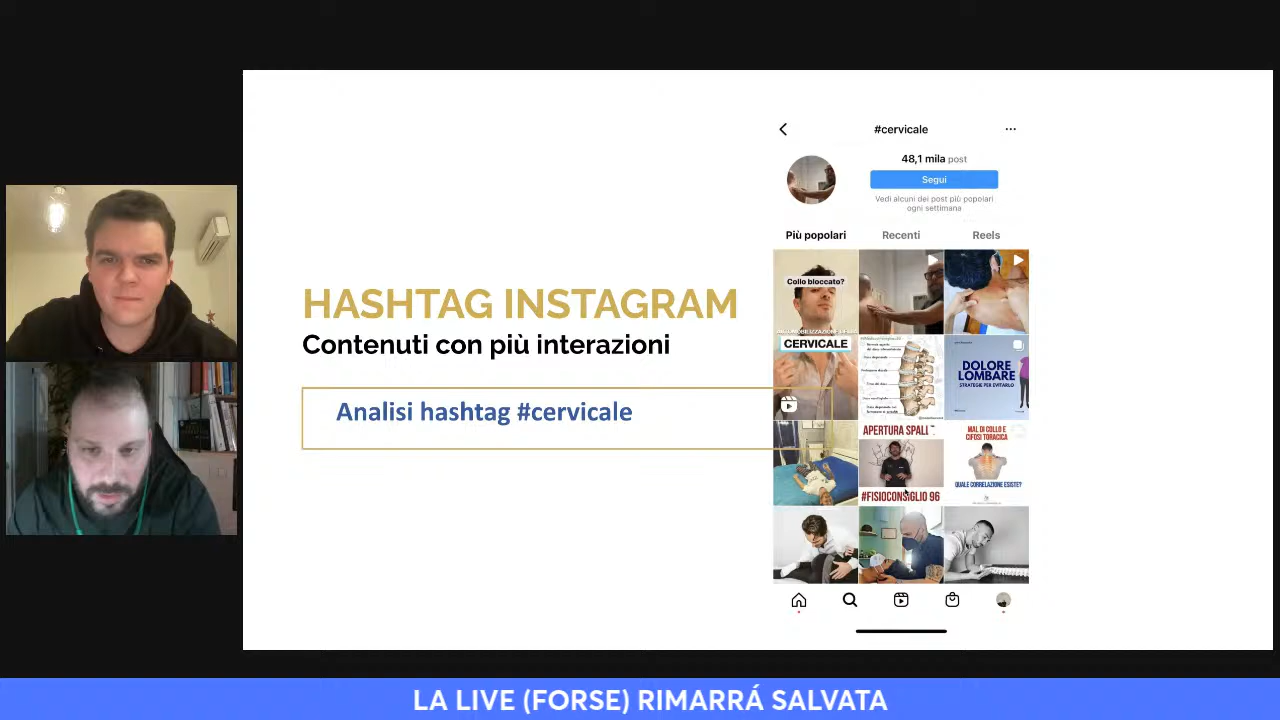 HASHTAG INSTAGRAM
Contenuti con più interazioni
Analisi hashtag #cervicale
#cervicale
48,1 mila post
Segui
Vedi alcuni dei post più popolari
ogni settimana
Più popolari
Recenti
Reels
Collo bloccato?
CERVICALE
DOLORE
LOMBARE
STRATEGIE PER EVITARLO
APERTURA SPALL
#FISIOCONSIGLIO 96
MAL DI COLLO E
CIFOSI TORACICA
QUALE CORRELAZIONE ESISTE?
LA LIVE (FORSE) RIMARRÁ SALVATA